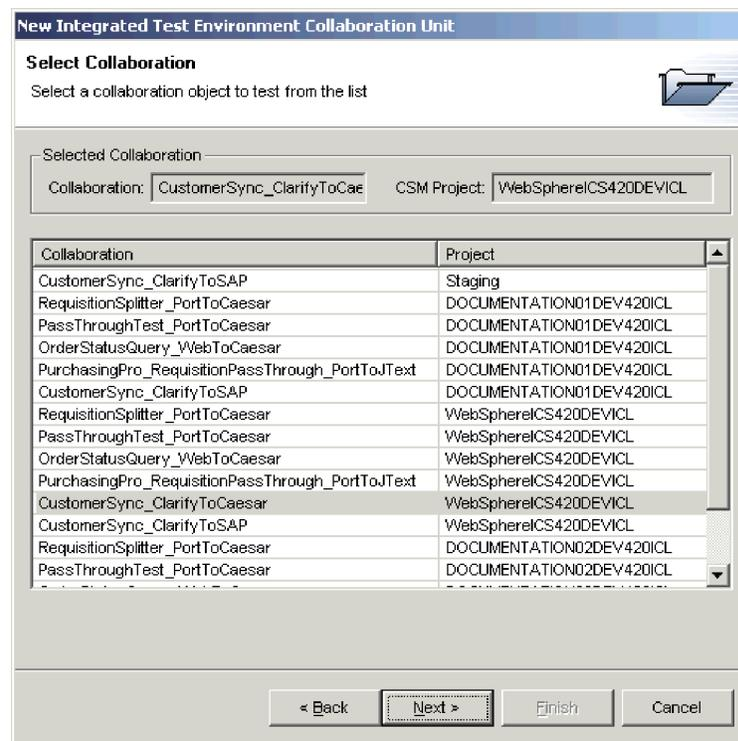 New Integrated Test Environment Collaboration Unit
Select Collaboration
Select a collaboration object to test from the list
Selected Collaboration
Collaboration: CustomerSync_ClarifyToCae CSM Project: WebSphereICS420DEVICL
Collaboration Project
CustomerSync_ClarifyToSAP Staging
RequisitionSplitter_PortToCaesar DOCUMENTATION01DEV420ICL
PassThroughTest_PortToCaesar DOCUMENTATION01DEV420ICL
OrderStatusQuery_WebToCaesar DOCUMENTATION01DEV420ICL
PurchasingPro_RequisitionPassThrough_PortToJText DOCUMENTATION01DEV420ICL
CustomerSync_ClarifyToSAP DOCUMENTATION01DEV420ICL
RequisitionSplitter_PortToCaesar WebSphereICS420DEVICL
PassThroughTest_PortToCaesar WebSphereICS420DEVICL
OrderStatusQuery_WebToCaesar WebSphereICS420DEVICL
PurchasingPro_RequisitionPassThrough_PortToJText WebSphereICS420DEVICL
CustomerSync_ClarifyToCaesar WebSphereICS420DEVICL
CustomerSync_ClarifyToSAP WebSphereICS420DEVICL
RequisitionSplitter_PortToCaesar DOCUMENTATION02DEV420ICL
PassThroughTest_PortToCaesar DOCUMENTATION02DEV420ICL
< Back Next > Finish Cancel